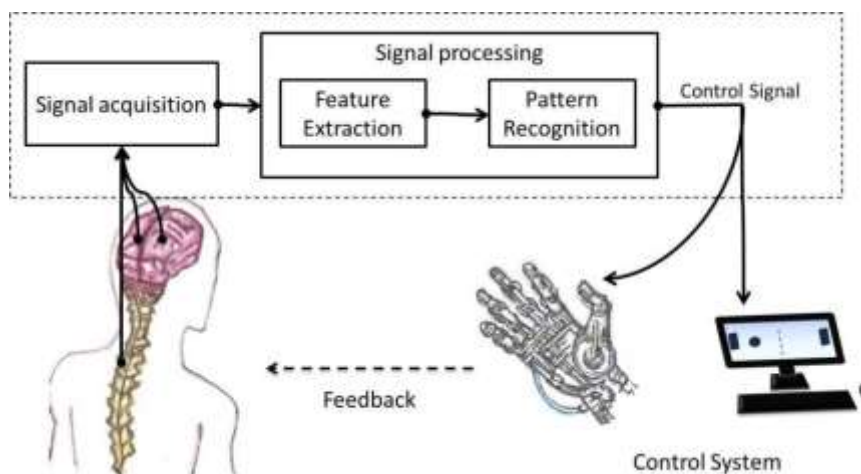 Signal processing
Signal acquisition
Feature
Extraction
Pattern
Recognition
Control Signal
Feedback
Control System